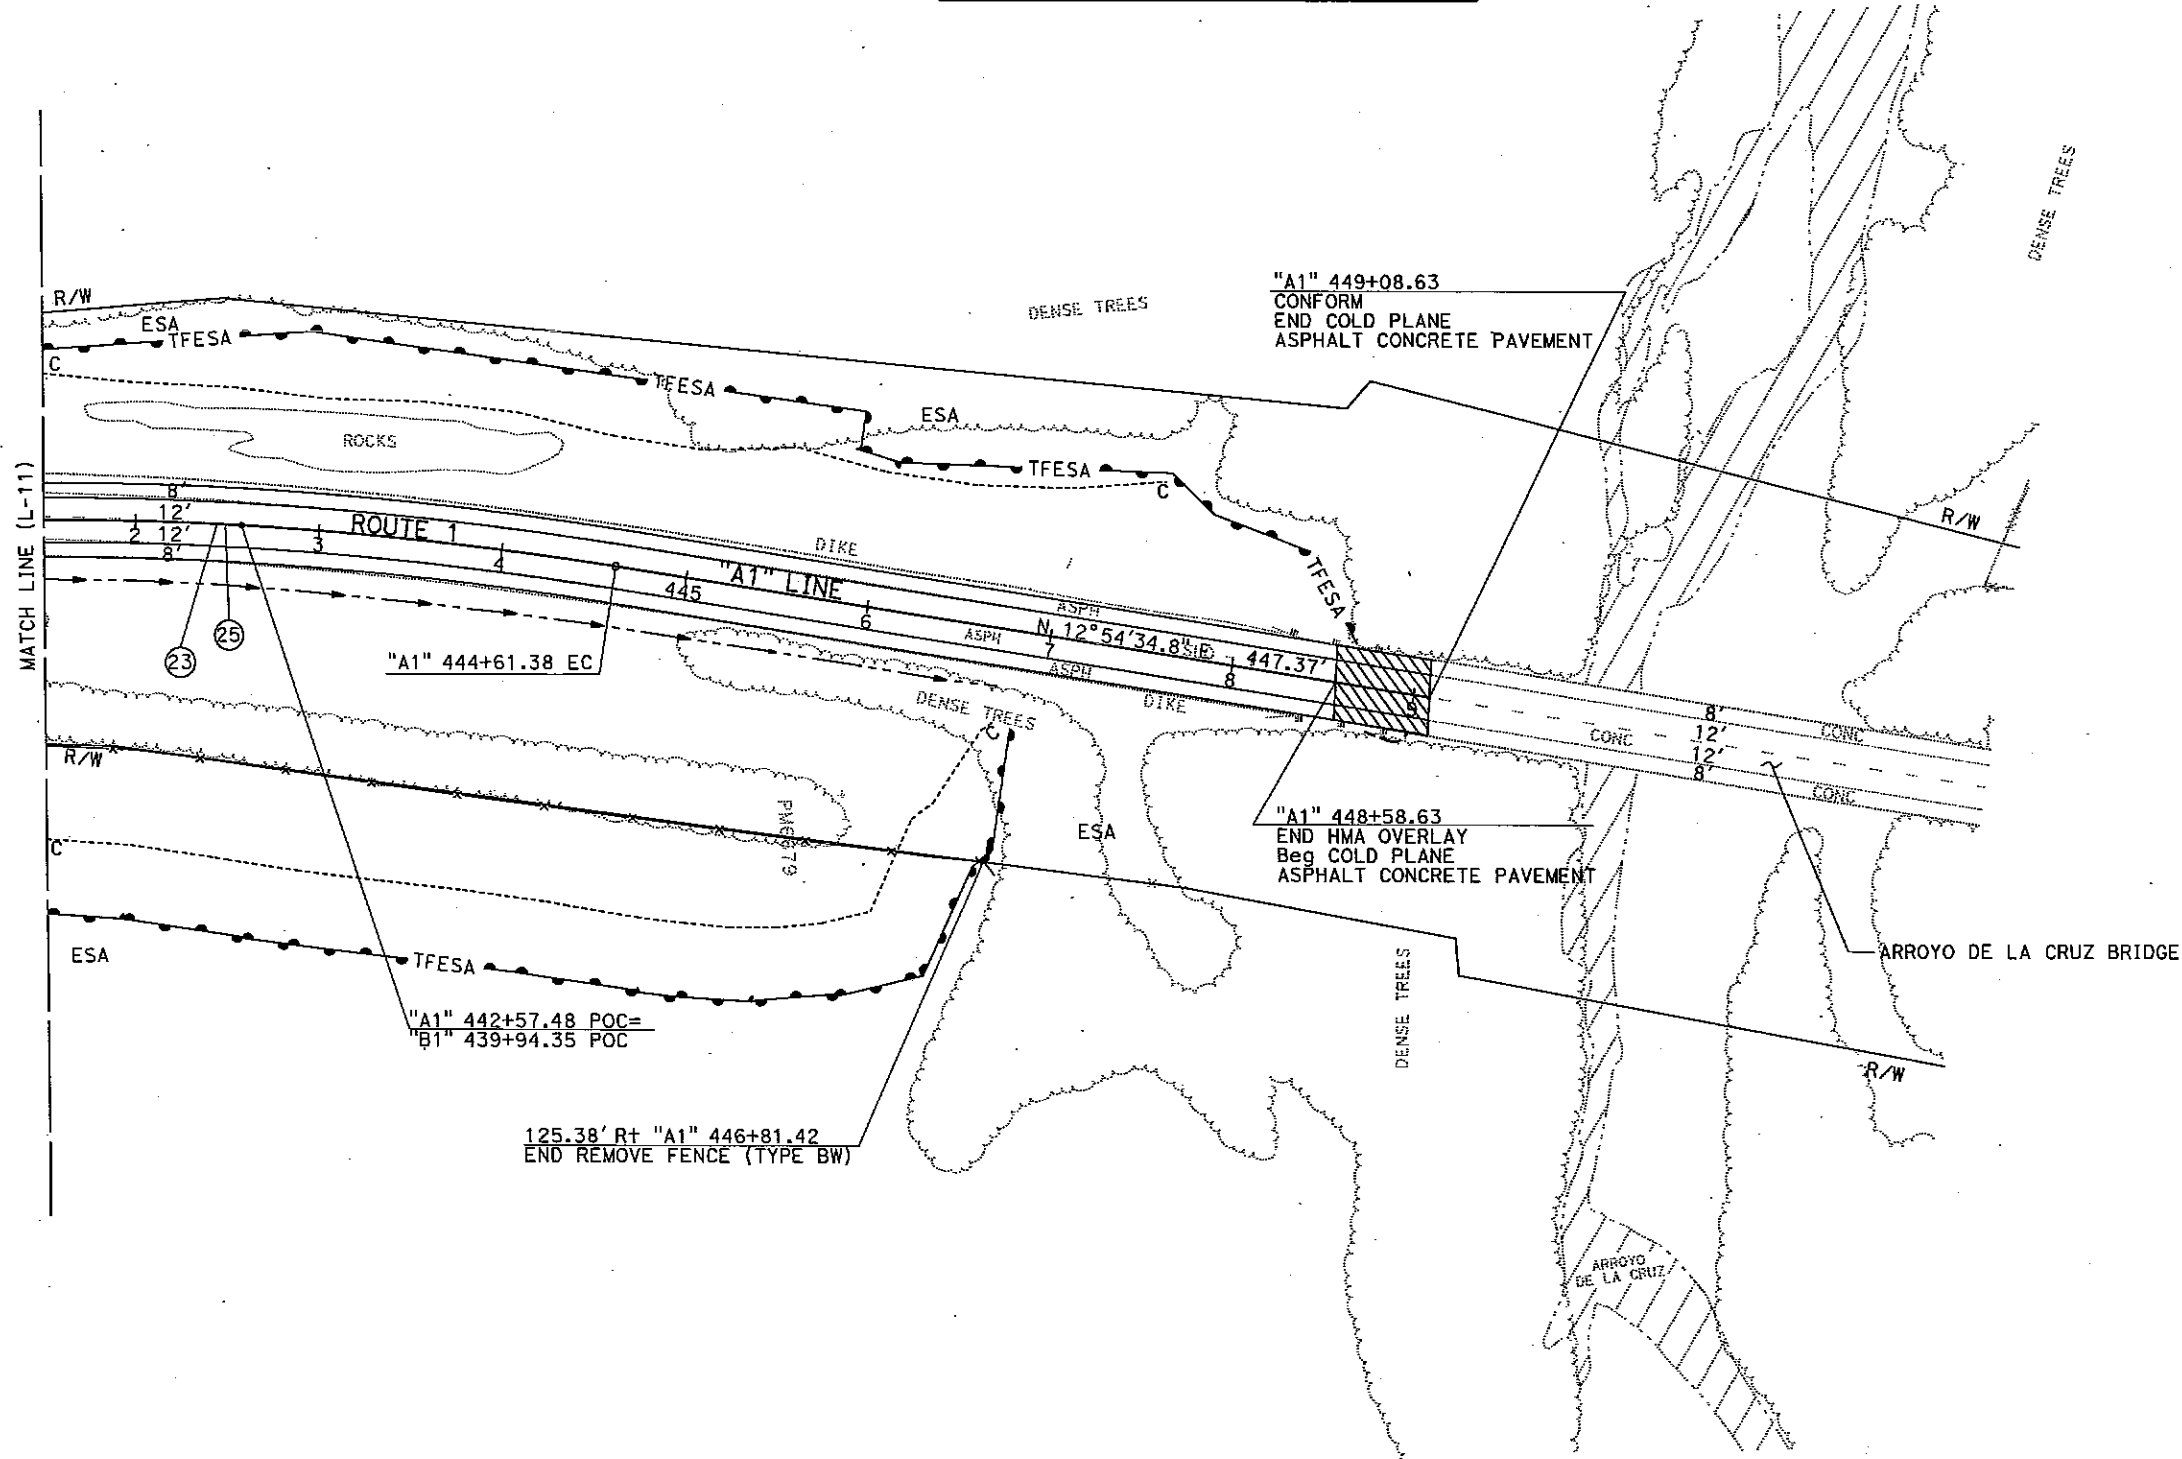 DENSE TREES
"A1" 449+08.63
CONFORM
END COLD PLANE
ASPHALT CONCRETE PAVEMENT
DENSE TREES
R/W
ESA
TFESA
C
TFESA
ESA
ROCKS
TFESA
C
R/W
MATCH LINE (L-11)
8'
12'
2 12'
8'
3
ROUTE 1
4
DIKE
"A1" LINE
445
6
TFESA
ASPH
ASPH
N 12°54'34.8"E
447.37'
7
8
ASPH
DIKE
9
23
25
"A1" 444+61.38 EC
DENSE TREES
C
8'
12'
12'
8'
CONC
CONC
CONC
R/W
"A1" 448+58.63
END HMA OVERLAY
Beg COLD PLANE
ASPHALT CONCRETE PAVEMENT
ESA
C
ESA
TFESA
DENSE TREES
ARROYO DE LA CRUZ BRIDGE
"A1" 442+57.48 POC=
"B1" 439+94.35 POC
R/W
125.38' Rt "A1" 446+81.42
END REMOVE FENCE (TYPE BW)
ARROYO
DE LA CRUZ